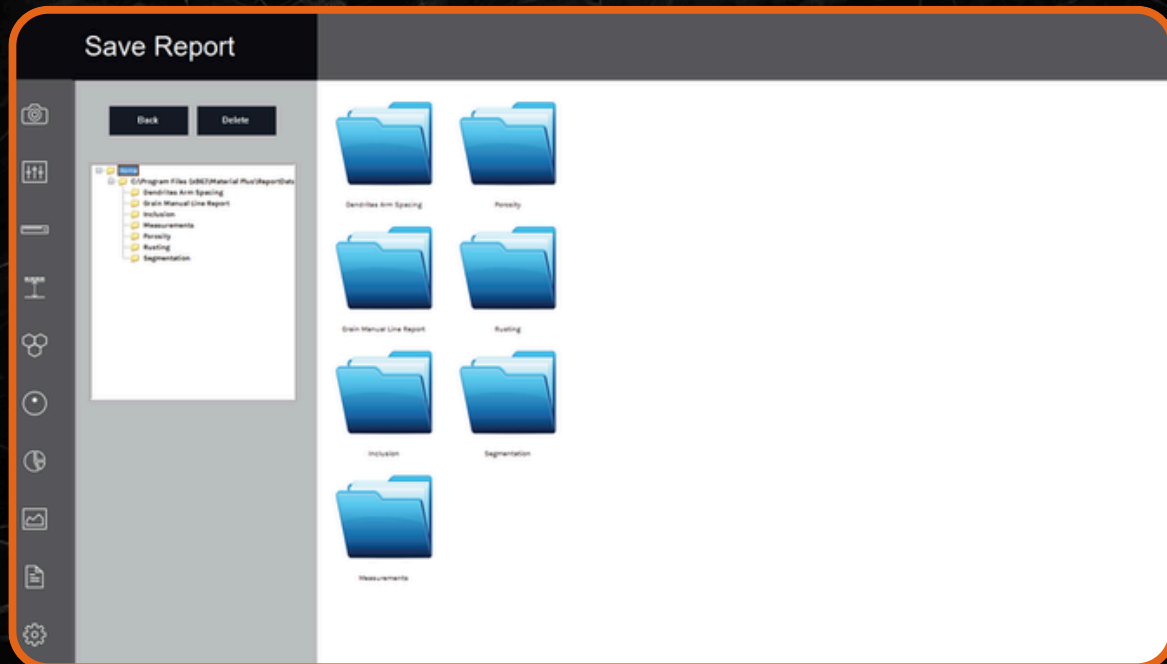 Save Report
Back
Delete
Home
C:\Program Files (x86)\Material Plus\ReportData
Dendrites Arm Spacing
Grain Manual Line Report
Inclusion
Measurements
Porosity
Rusting
Segmentation
Dendrites Arm Spacing
Porosity
Grain Manual Line Report
Rusting
Inclusion
Segmentation
Measurements